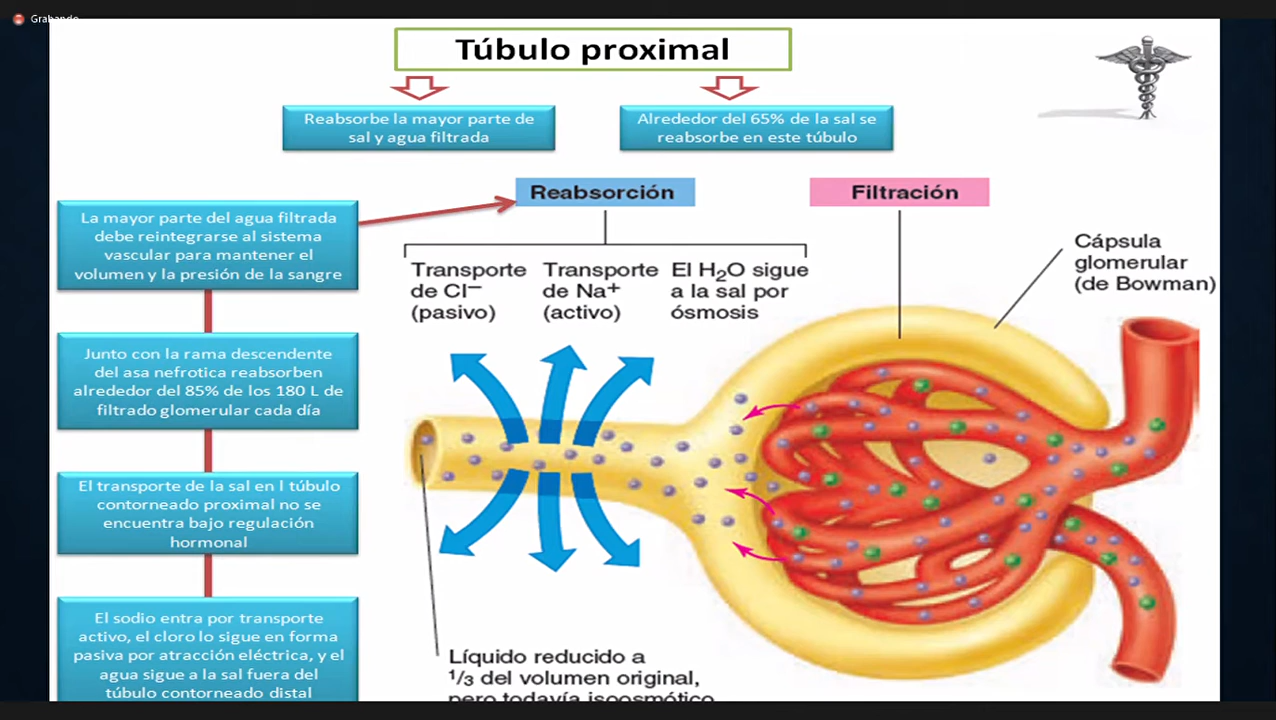 Grabando
Túbulo proximal
Reabsorbe la mayor parte de
sal y agua filtrada
Alrededor del 65% de la sal se
reabsorbe en este túbulo
La mayor parte del agua filtrada
debe reintegrarse al sistema
vascular para mantener el
volumen y la presión de la sangre
Junto con la rama descendente
del asa nefrotica reabsorben
alrededor del 85% de los 180 L de
filtrado glomerular cada día
El transporte de la sal en l túbulo
contorneado proximal no se
encuentra bajo regulación
hormonal
El sodio entra por transporte
activo, el cloro lo sigue en forma
pasiva por atracción eléctrica, y el
agua sigue a la sal fuera del
túbulo contorneado distal
Reabsorción
Filtración
Transporte
de Cl⁻
(pasivo)
Transporte
de Na⁺
(activo)
El H₂O sigue
a la sal por
ósmosis
Cápsula
glomerular
(de Bowman)
Líquido reducido a
1/3 del volumen original,
pero todavía isoosmótico